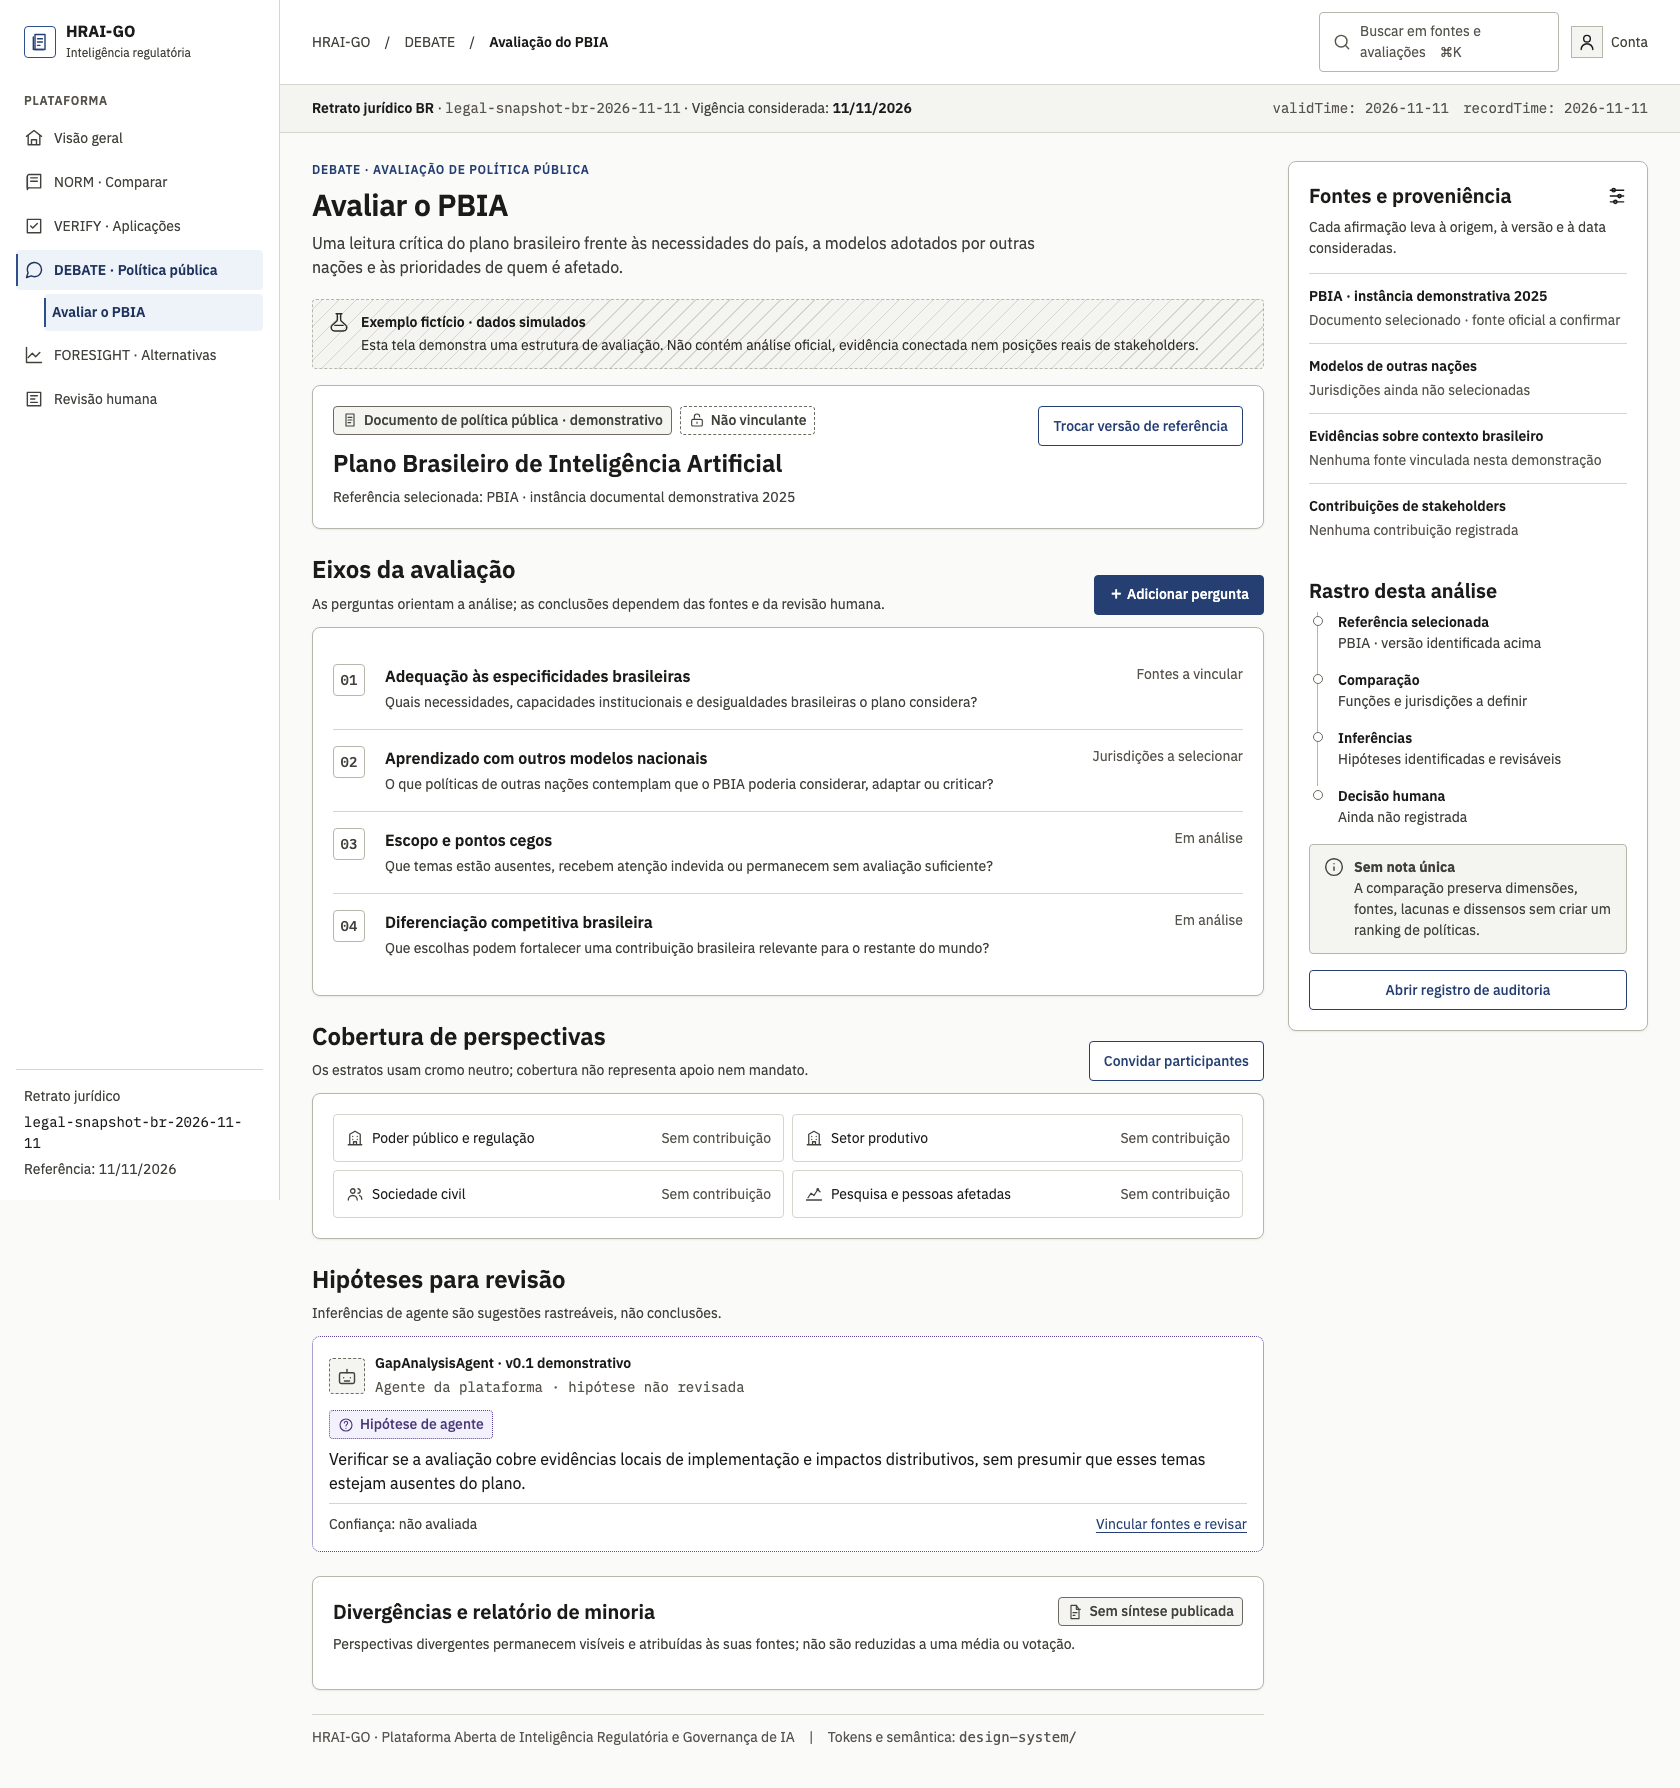 HRAI-GO
Inteligência regulatória
PLATAFORMA
Visão geral
NORM · Comparar
VERIFY · Aplicações
DEBATE · Política pública
Avaliar o PBIA
FORESIGHT · Alternativas
Revisão humana
Retrato jurídico
legal-snapshot-br-2026-11-
11
Referência: 11/11/2026
HRAI-GO / DEBATE / Avaliação do PBIA
Buscar em fontes e
avaliações ⌘K
Conta
Retrato jurídico BR · legal-snapshot-br-2026-11-11 · Vigência considerada: 11/11/2026
validTime: 2026-11-11 recordTime: 2026-11-11
DEBATE · AVALIAÇÃO DE POLÍTICA PÚBLICA
Avaliar o PBIA
Uma leitura crítica do plano brasileiro frente às necessidades do país, a modelos adotados por outras
nações e às prioridades de quem é afetado.
Exemplo fictício · dados simulados
Esta tela demonstra uma estrutura de avaliação. Não contém análise oficial, evidência conectada nem posições reais de stakeholders.
Documento de política pública · demonstrativo
Não vinculante
Trocar versão de referência
Plano Brasileiro de Inteligência Artificial
Referência selecionada: PBIA · instância documental demonstrativa 2025
Eixos da avaliação
As perguntas orientam a análise; as conclusões dependem das fontes e da revisão humana.
+ Adicionar pergunta
01
Adequação às especificidades brasileiras
Fontes a vincular
Quais necessidades, capacidades institucionais e desigualdades brasileiras o plano considera?
02
Aprendizado com outros modelos nacionais
Jurisdições a selecionar
O que políticas de outras nações contemplam que o PBIA poderia considerar, adaptar ou criticar?
03
Escopo e pontos cegos
Em análise
Que temas estão ausentes, recebem atenção indevida ou permanecem sem avaliação suficiente?
04
Diferenciação competitiva brasileira
Em análise
Que escolhas podem fortalecer uma contribuição brasileira relevante para o restante do mundo?
Cobertura de perspectivas
Os estratos usam cromo neutro; cobertura não representa apoio nem mandato.
Convidar participantes
Poder público e regulação Sem contribuição
Setor produtivo Sem contribuição
Sociedade civil Sem contribuição
Pesquisa e pessoas afetadas Sem contribuição
Hipóteses para revisão
Inferências de agente são sugestões rastreáveis, não conclusões.
GapAnalysisAgent · v0.1 demonstrativo
Agente da plataforma · hipótese não revisada
Hipótese de agente
Verificar se a avaliação cobre evidências locais de implementação e impactos distributivos, sem presumir que esses temas
estejam ausentes do plano.
Confiança: não avaliada
Vincular fontes e revisar
Divergências e relatório de minoria
Sem síntese publicada
Perspectivas divergentes permanecem visíveis e atribuídas às suas fontes; não são reduzidas a uma média ou votação.
HRAI-GO · Plataforma Aberta de Inteligência Regulatória e Governança de IA | Tokens e semântica: design-system/
Fontes e proveniência
Cada afirmação leva à origem, à versão e à data
consideradas.
PBIA · instância demonstrativa 2025
Documento selecionado · fonte oficial a confirmar
Modelos de outras nações
Jurisdições ainda não selecionadas
Evidências sobre contexto brasileiro
Nenhuma fonte vinculada nesta demonstração
Contribuições de stakeholders
Nenhuma contribuição registrada
Rastro desta análise
Referência selecionada
PBIA · versão identificada acima
Comparação
Funções e jurisdições a definir
Inferências
Hipóteses identificadas e revisáveis
Decisão humana
Ainda não registrada
Sem nota única
A comparação preserva dimensões,
fontes, lacunas e dissensos sem criar um
ranking de políticas.
Abrir registro de auditoria